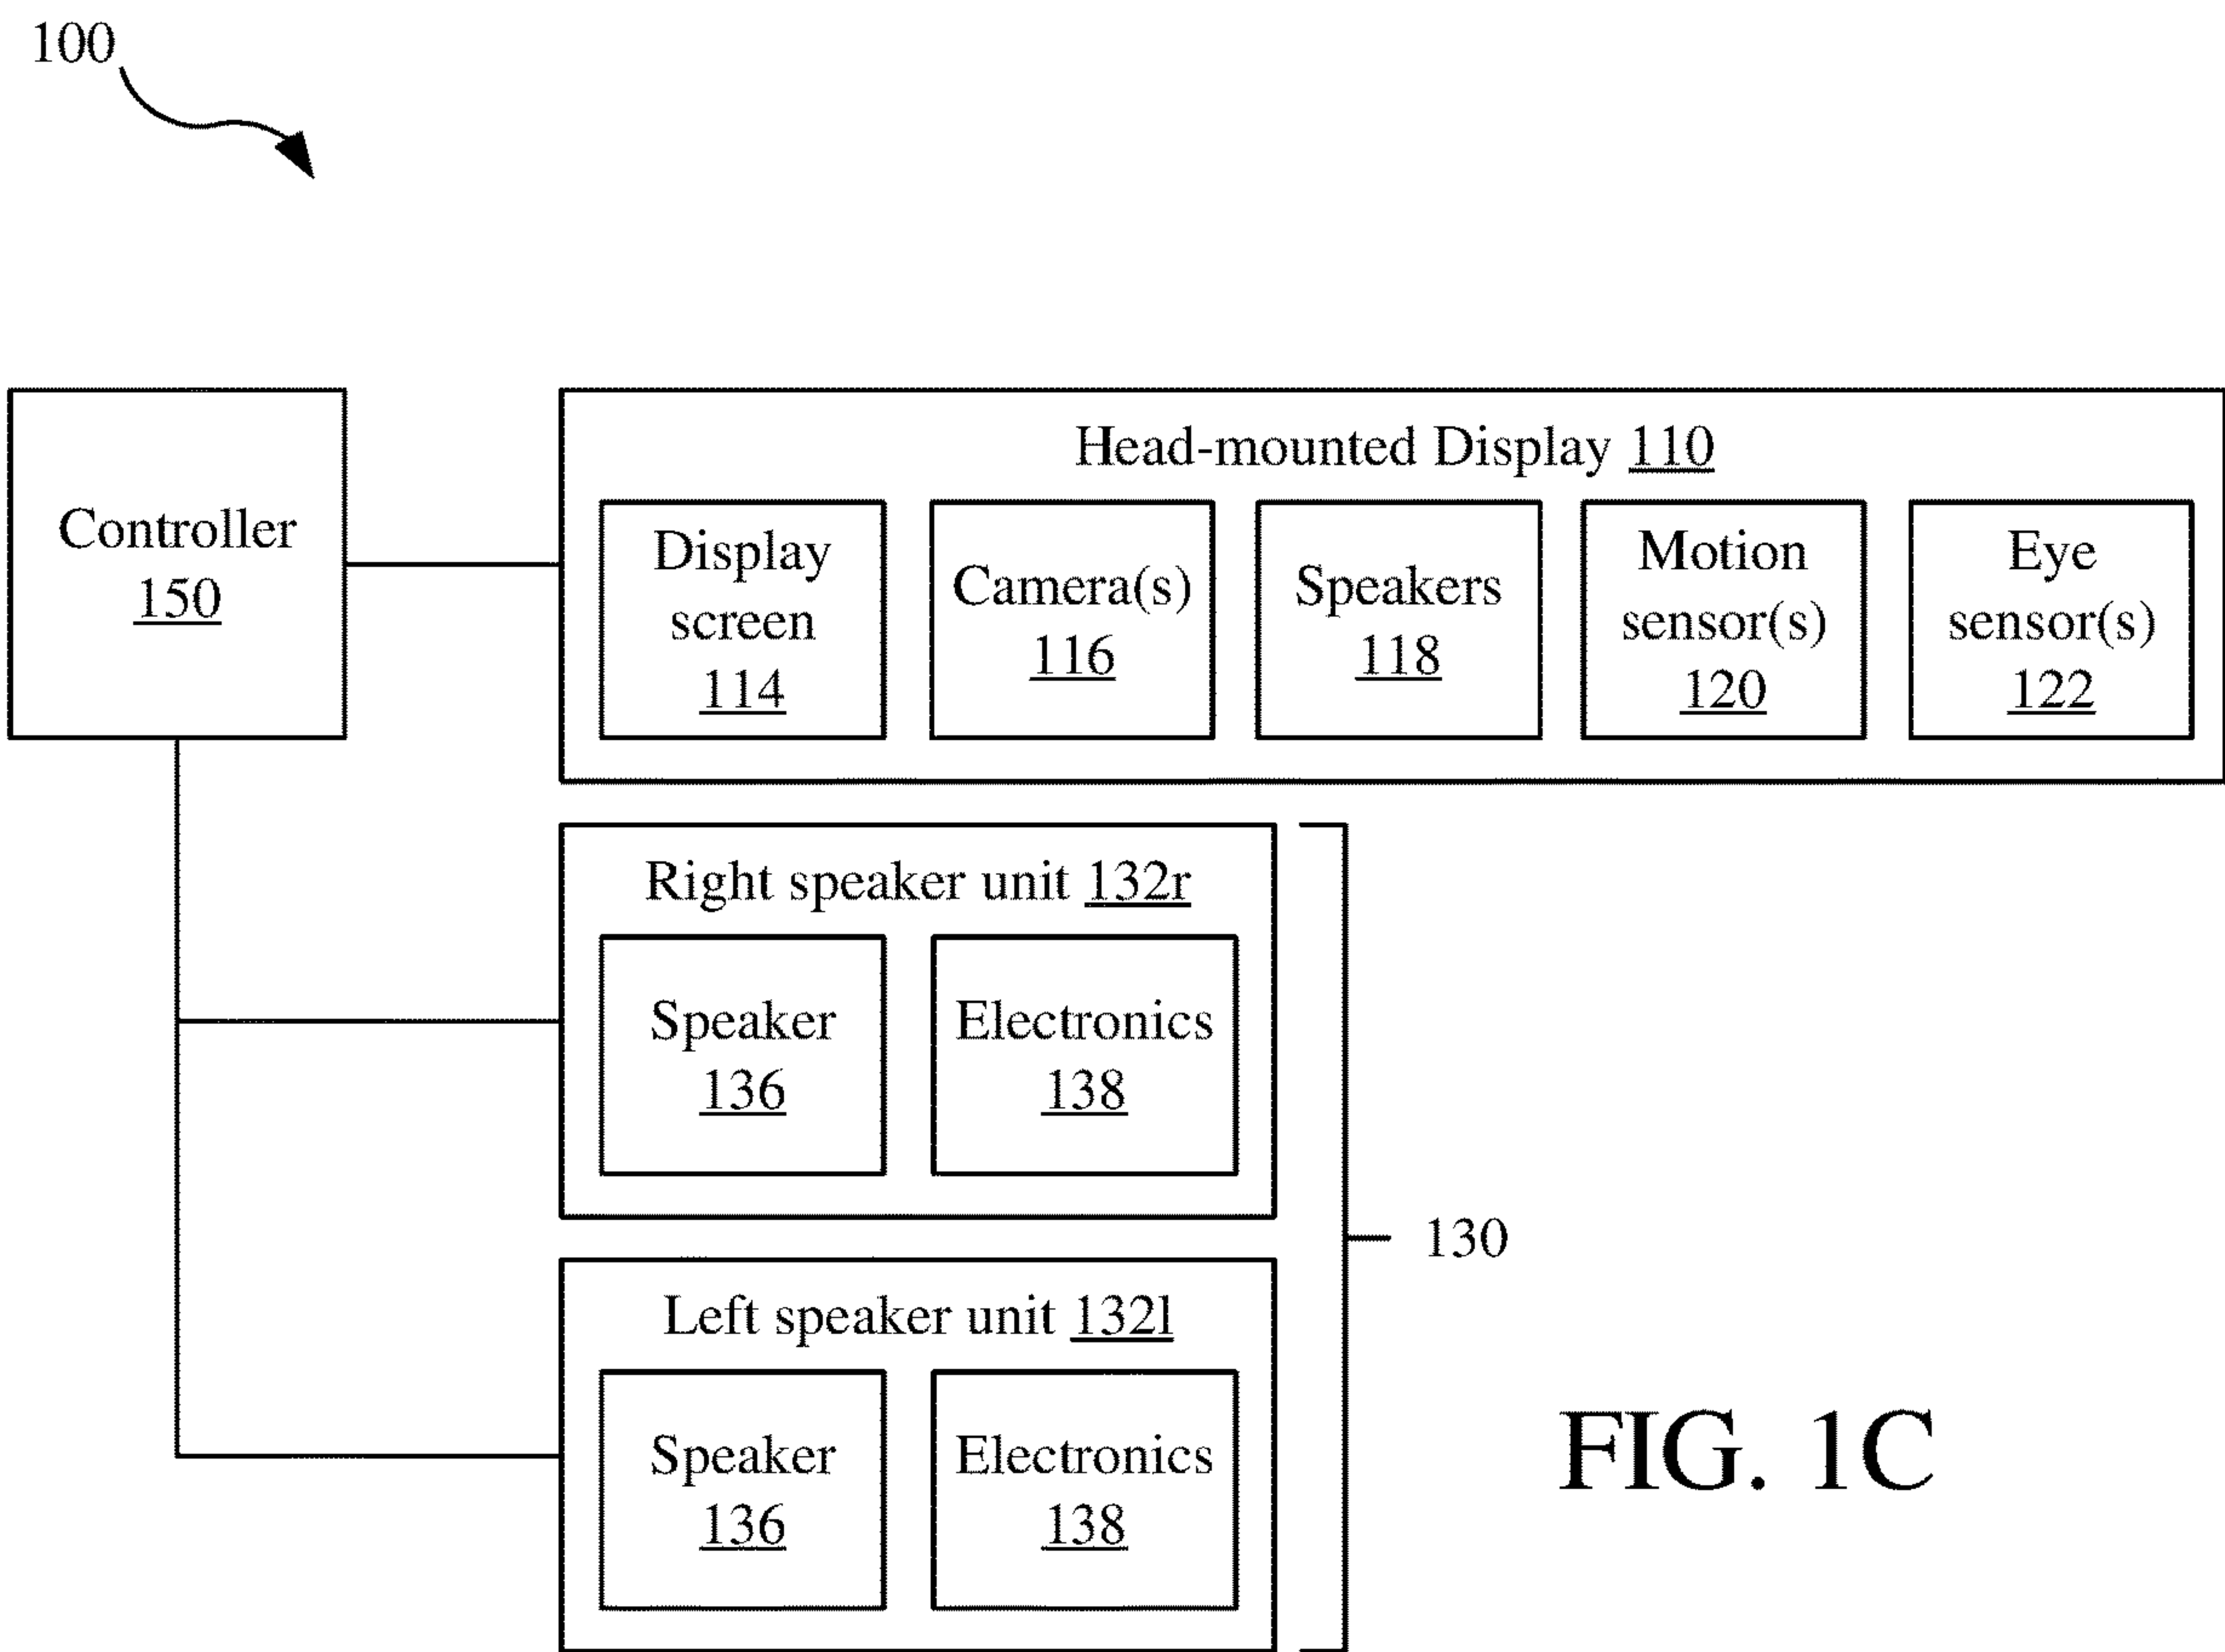 100
Controller
150
Head-mounted Display 110
Display
screen
114
Camera(s)
116
Speakers
118
Motion
sensor(s)
120
Eye
sensor(s)
122
Right speaker unit 132r
Speaker
136
Electronics
138
130
Left speaker unit 132l
Speaker
136
Electronics
138
FIG. 1C